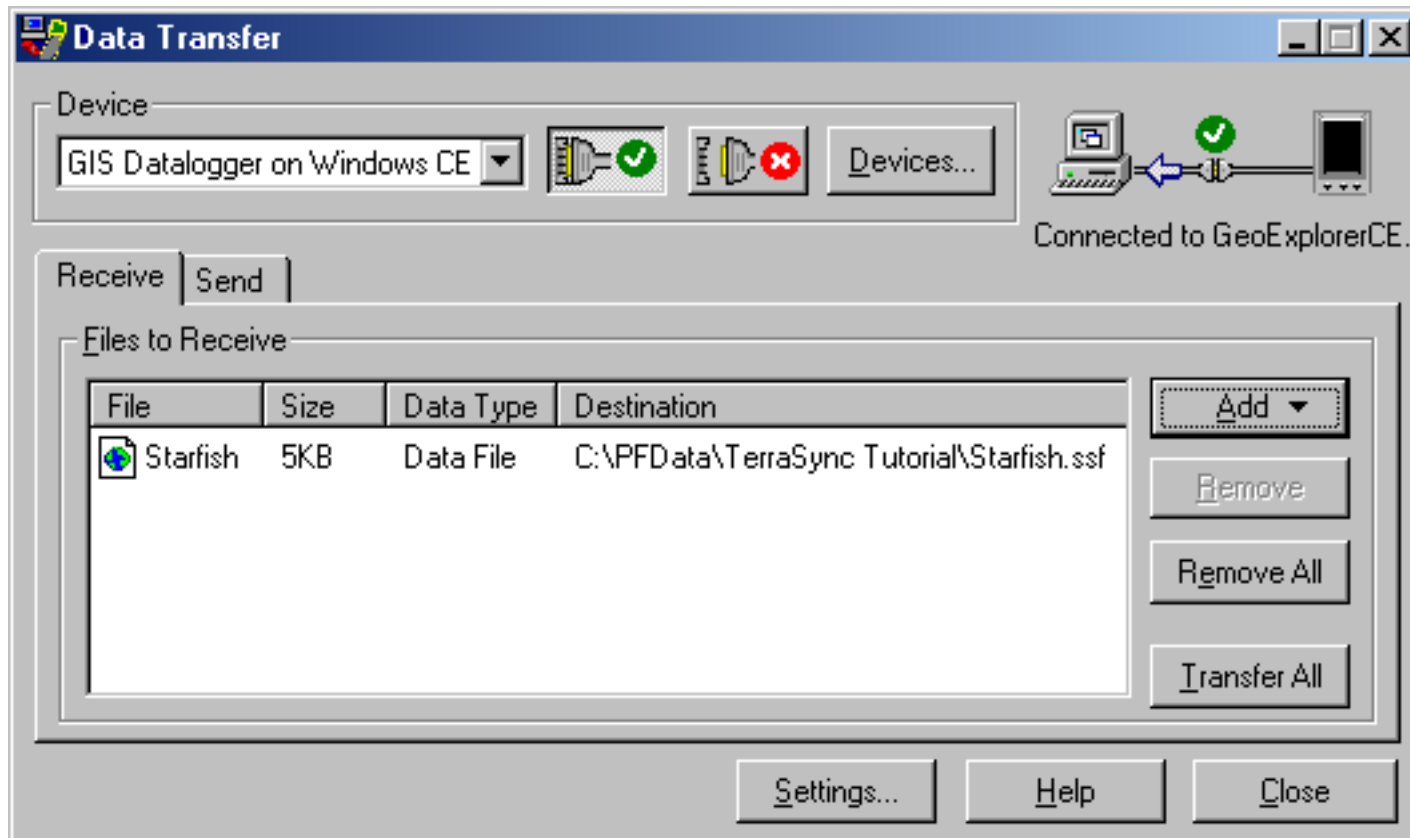 Data Transfer
Device
GIS Datalogger on Windows CE
Devices...
Connected to GeoExplorerCE.
Receive
Send
Files to Receive
File Size Data Type Destination
Starfish 5KB Data File C:\PFData\TerraSync Tutorial\Starfish.ssf
Add
Remove
Remove All
Transfer All
Settings... Help Close